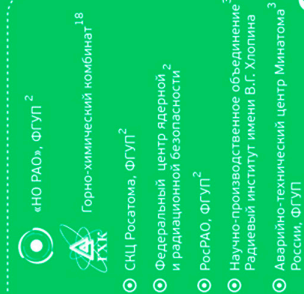 «НО РАО», ФГУП 2
ГХК
Горно-химический комбинат 18
СКЦ Росатома, ФГУП 2
Федеральный центр ядерной
и радиационной безопасности 2
РосРАО, ФГУП 2
Научно-производственное объединение
Радиевый институт имени В.Г. Хлопина
Аварийно-технический центр Минатома 3
России, ФГУП